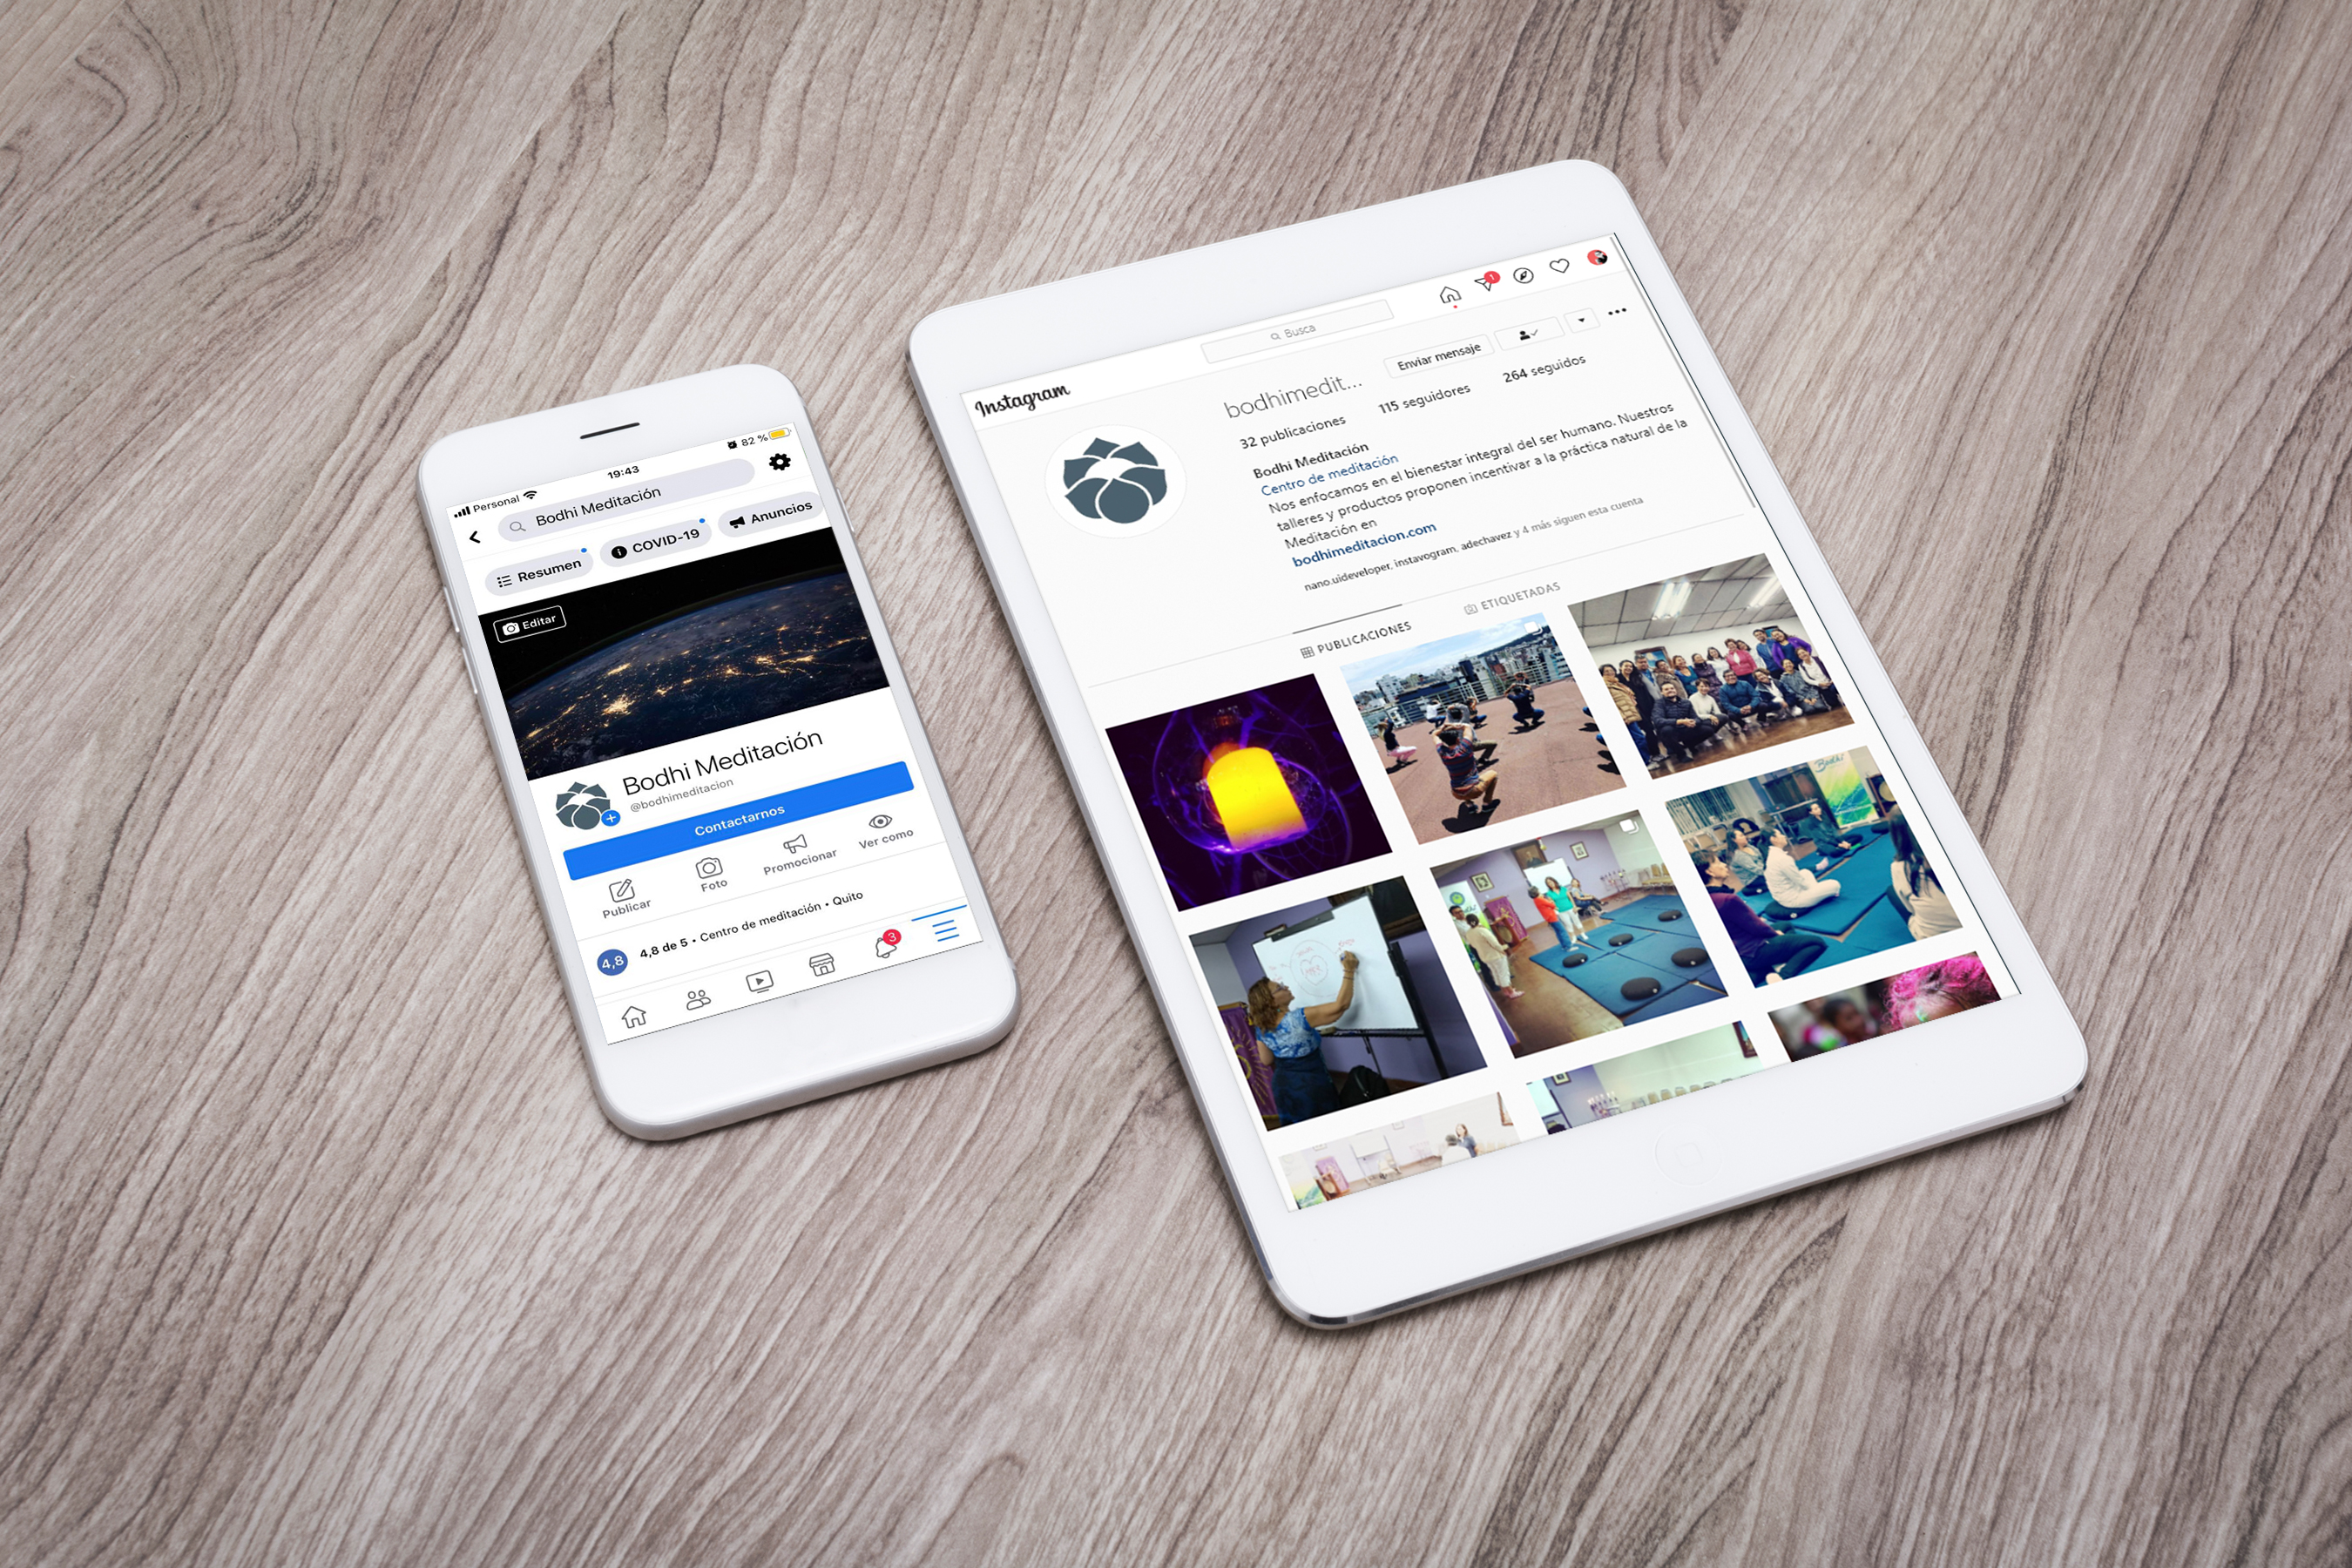 Personal
19:43
82 %
Bodhi Meditación
Resumen
COVID-19
Anuncios
Editar
Bodhi Meditación
@bodhimeditacion
Contactarnos
Publicar
Foto
Promocionar
Ver como
4,8
4,8 de 5 • Centro de meditación • Quito
3
Instagram
Busca
1
bodhimedit...
Enviar mensaje
32 publicaciones
115 seguidores
264 seguidos
Bodhi Meditación
Centro de meditación
Nos enfocamos en el bienestar integral del ser humano. Nuestros
talleres y productos proponen incentivar a la práctica natural de la
Meditación en
bodhimeditacion.com
nano.uideveloper, instavogram, adechavez y 4 más siguen esta cuenta
PUBLICACIONES
ETIQUETADAS
Bodhi